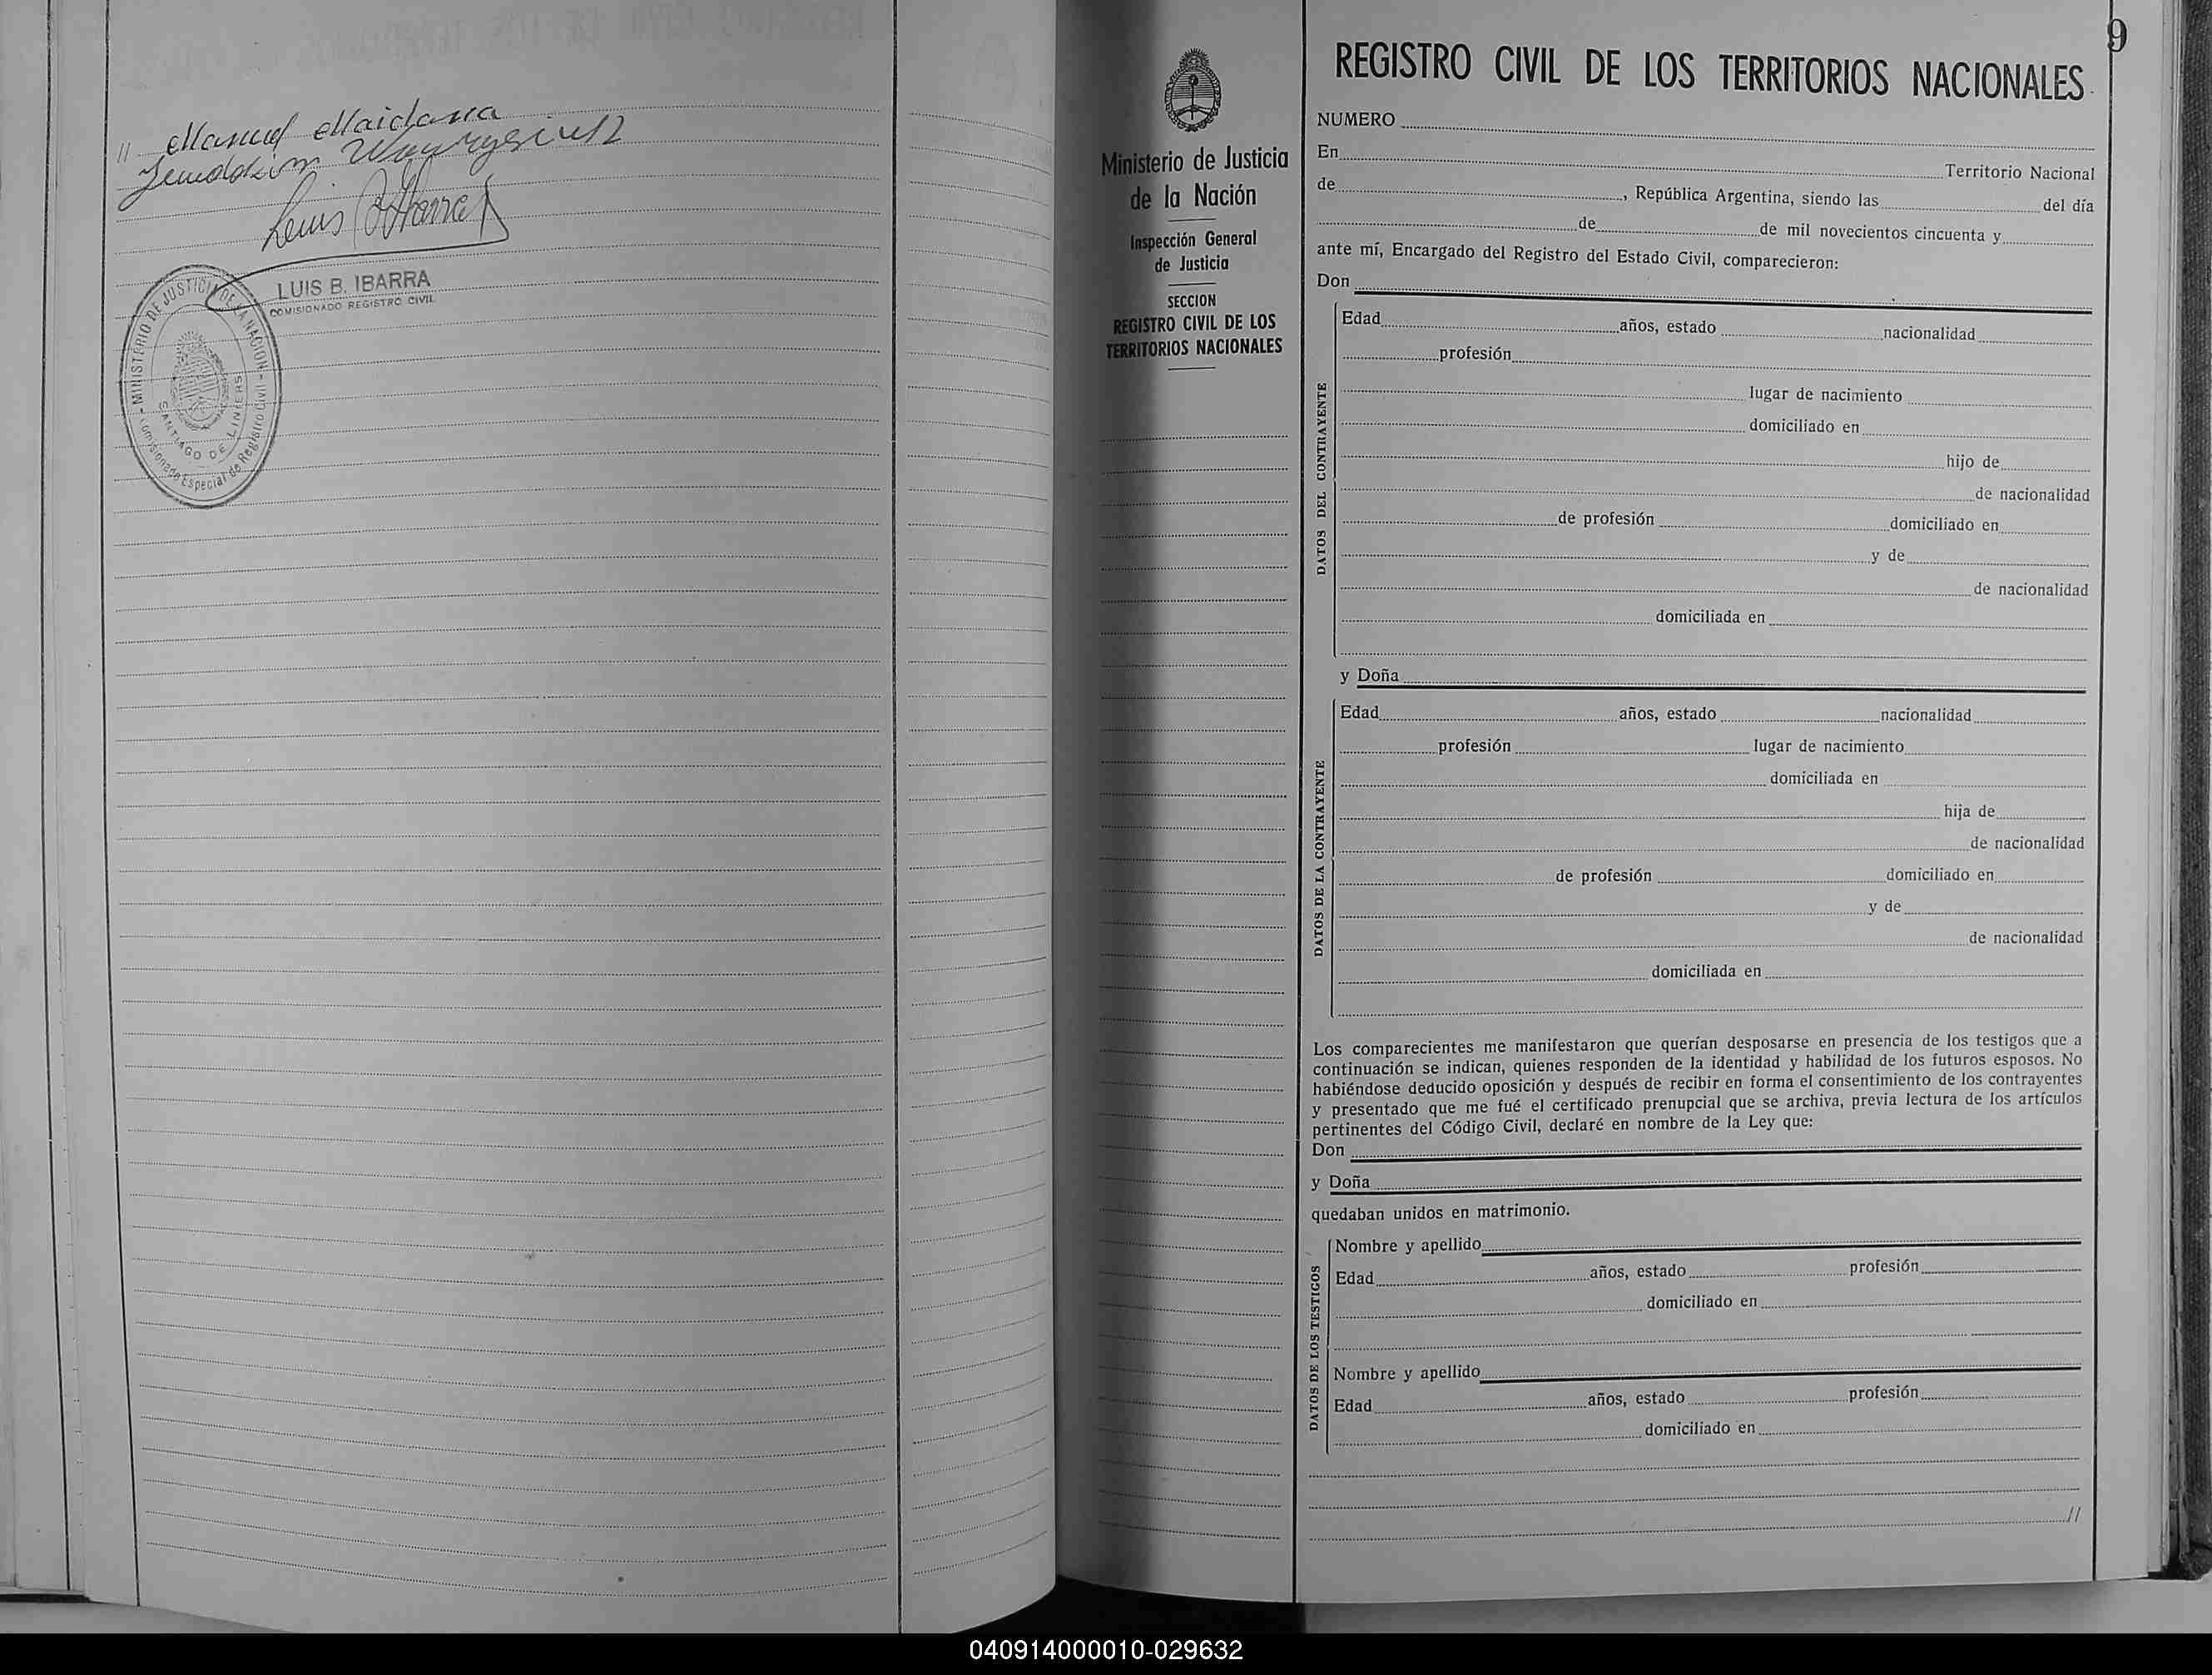 // Manuel Maidana
Luis B. Ibarra
LUIS B. IBARRA
COMISIONADO REGISTRO CIVIL
MINISTERIO DE JUSTICIA DE LA NACION
SANTIAGO DE LINIERS
Comisionado Especial de Registro Civil
9
Ministerio de Justicia
de la Nación
Inspección General
de Justicia
SECCION
REGISTRO CIVIL DE LOS
TERRITORIOS NACIONALES
REGISTRO CIVIL DE LOS TERRITORIOS NACIONALES
NUMERO
En Territorio Nacional
de , República Argentina, siendo las del día
de de mil novecientos cincuenta y
ante mí, Encargado del Registro del Estado Civil, comparecieron:
Don
DATOS DEL CONTRAYENTE
Edad años, estado nacionalidad
profesión
lugar de nacimiento
domiciliado en
hijo de
de nacionalidad
de profesión domiciliado en
y de
de nacionalidad
domiciliada en
y Doña
DATOS DE LA CONTRAYENTE
Edad años, estado nacionalidad
profesión lugar de nacimiento
domiciliada en
hija de
de nacionalidad
de profesión domiciliado en
y de
de nacionalidad
domiciliada en
Los comparecientes me manifestaron que querían desposarse en presencia de los testigos que a
continuación se indican, quienes responden de la identidad y habilidad de los futuros esposos. No
habiéndose deducido oposición y después de recibir en forma el consentimiento de los contrayentes
y presentado que me fué el certificado prenupcial que se archiva, previa lectura de los artículos
pertinentes del Código Civil, declaré en nombre de la Ley que:
Don
y Doña
quedaban unidos en matrimonio.
DATOS DE LOS TESTIGOS
Nombre y apellido
Edad años, estado profesión
domiciliado en
Nombre y apellido
Edad años, estado profesión
domiciliado en
//
040914000010-029632